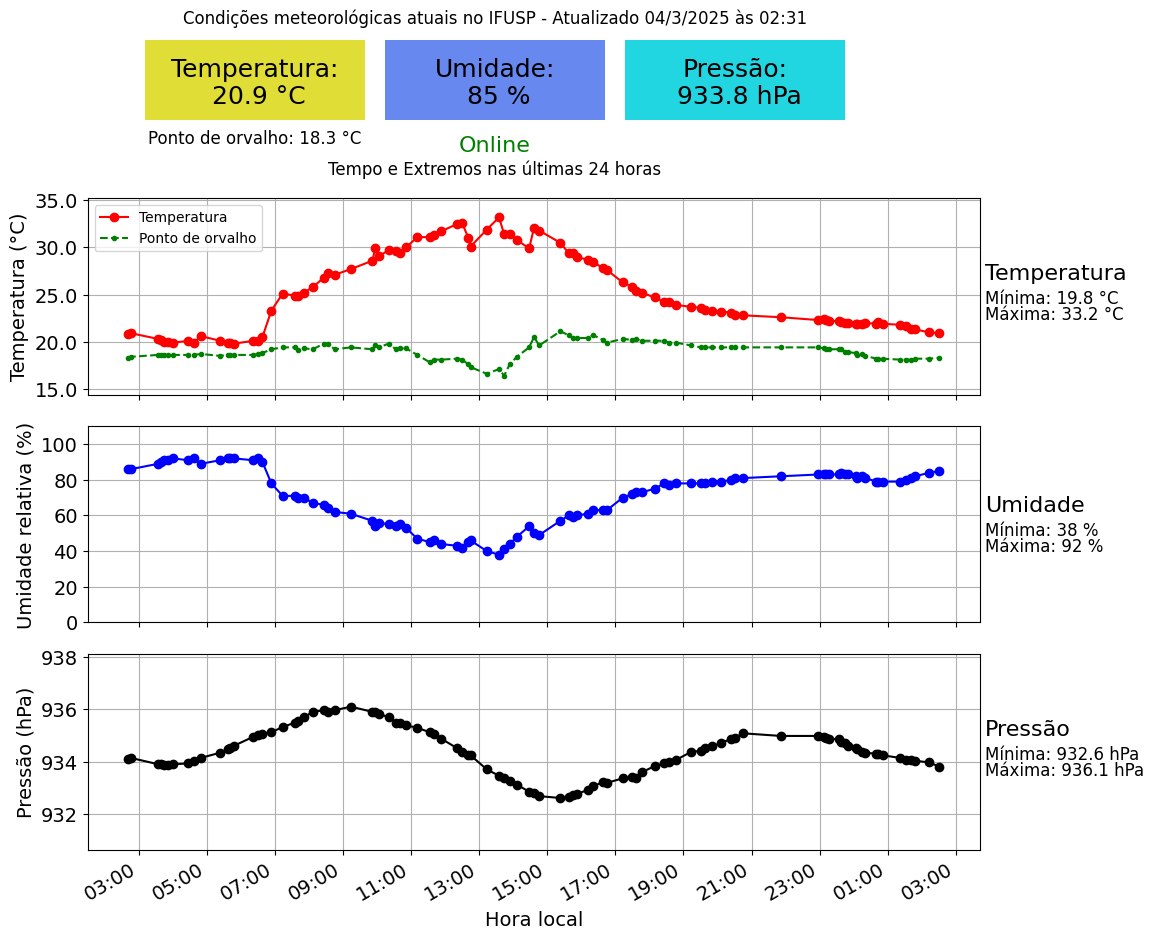 Condições meteorológicas atuais no IFUSP - Atualizado 04/3/2025 às 02:31
Temperatura:
20.9 °C
Umidade:
85 %
Pressão:
933.8 hPa
Ponto de orvalho: 18.3 °C
Online
Tempo e Extremos nas últimas 24 horas
Temperatura (°C)
35.0
30.0
25.0
20.0
15.0
Temperatura
Ponto de orvalho
Temperatura
Mínima: 19.8 °C
Máxima: 33.2 °C
Umidade relativa (%)
100
80
60
40
20
0
Umidade
Mínima: 38 %
Máxima: 92 %
Pressão (hPa)
938
936
934
932
Pressão
Mínima: 932.6 hPa
Máxima: 936.1 hPa
03:00 05:00 07:00 09:00 11:00 13:00 15:00 17:00 19:00 21:00 23:00 01:00 03:00
Hora local